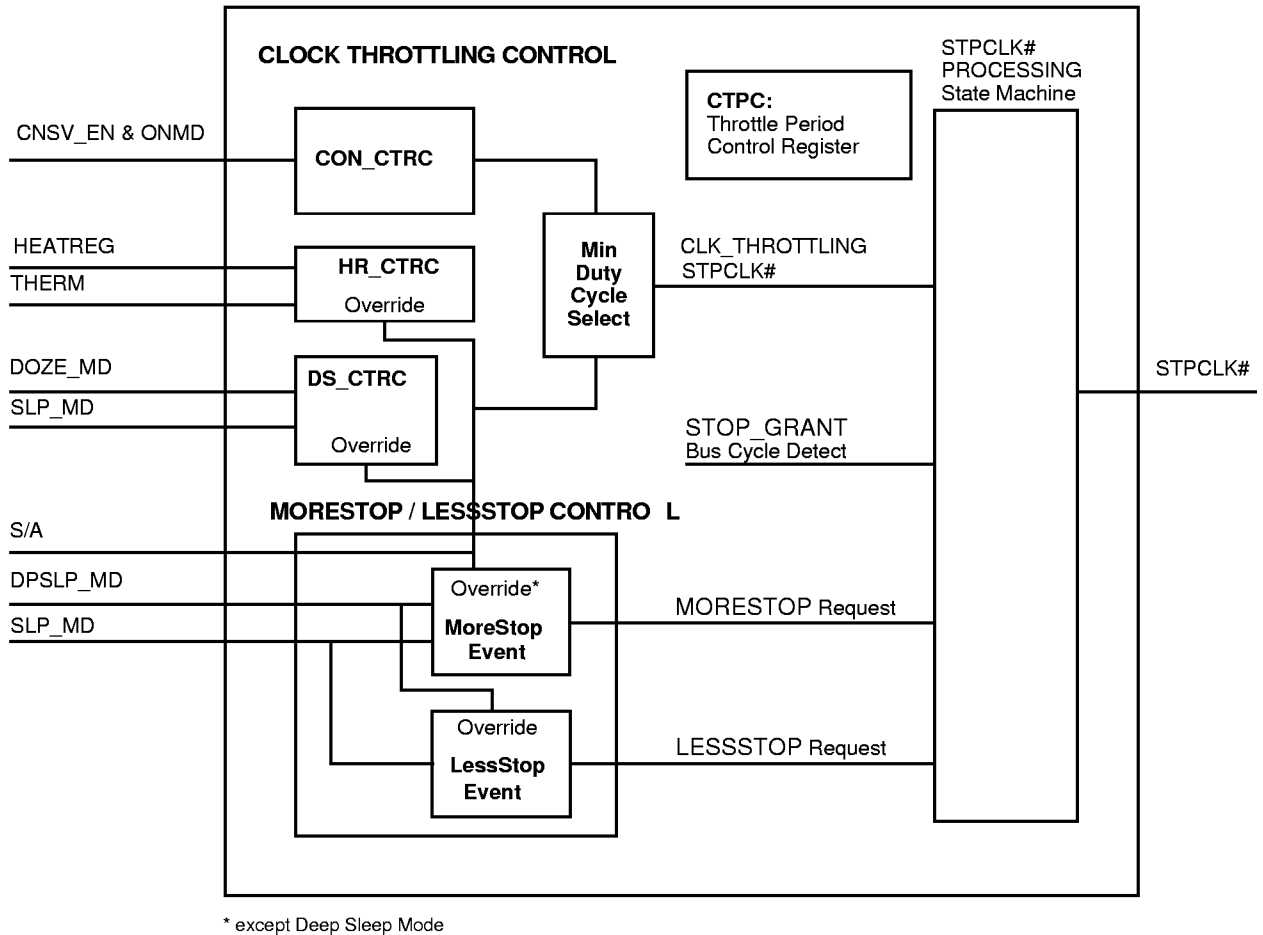 CLOCK THROTTLING CONTROL
STPCLK#
PROCESSING
State Machine
CTPC:
Throttle Period
Control Register
CNSV_EN & ONMD
CON_CTRC
HEATREG
THERM
HR_CTRC
Override
Min
Duty
Cycle
Select
CLK_THROTTLING
STPCLK#
DOZE_MD
SLP_MD
DS_CTRC
Override
STPCLK#
STOP_GRANT
Bus Cycle Detect
MORESTOP / LESSSTOP CONTRO L
S/A
DPSLP_MD
SLP_MD
Override*
MoreStop
Event
MORESTOP Request
Override
LessStop
Event
LESSSTOP Request
* except Deep Sleep Mode